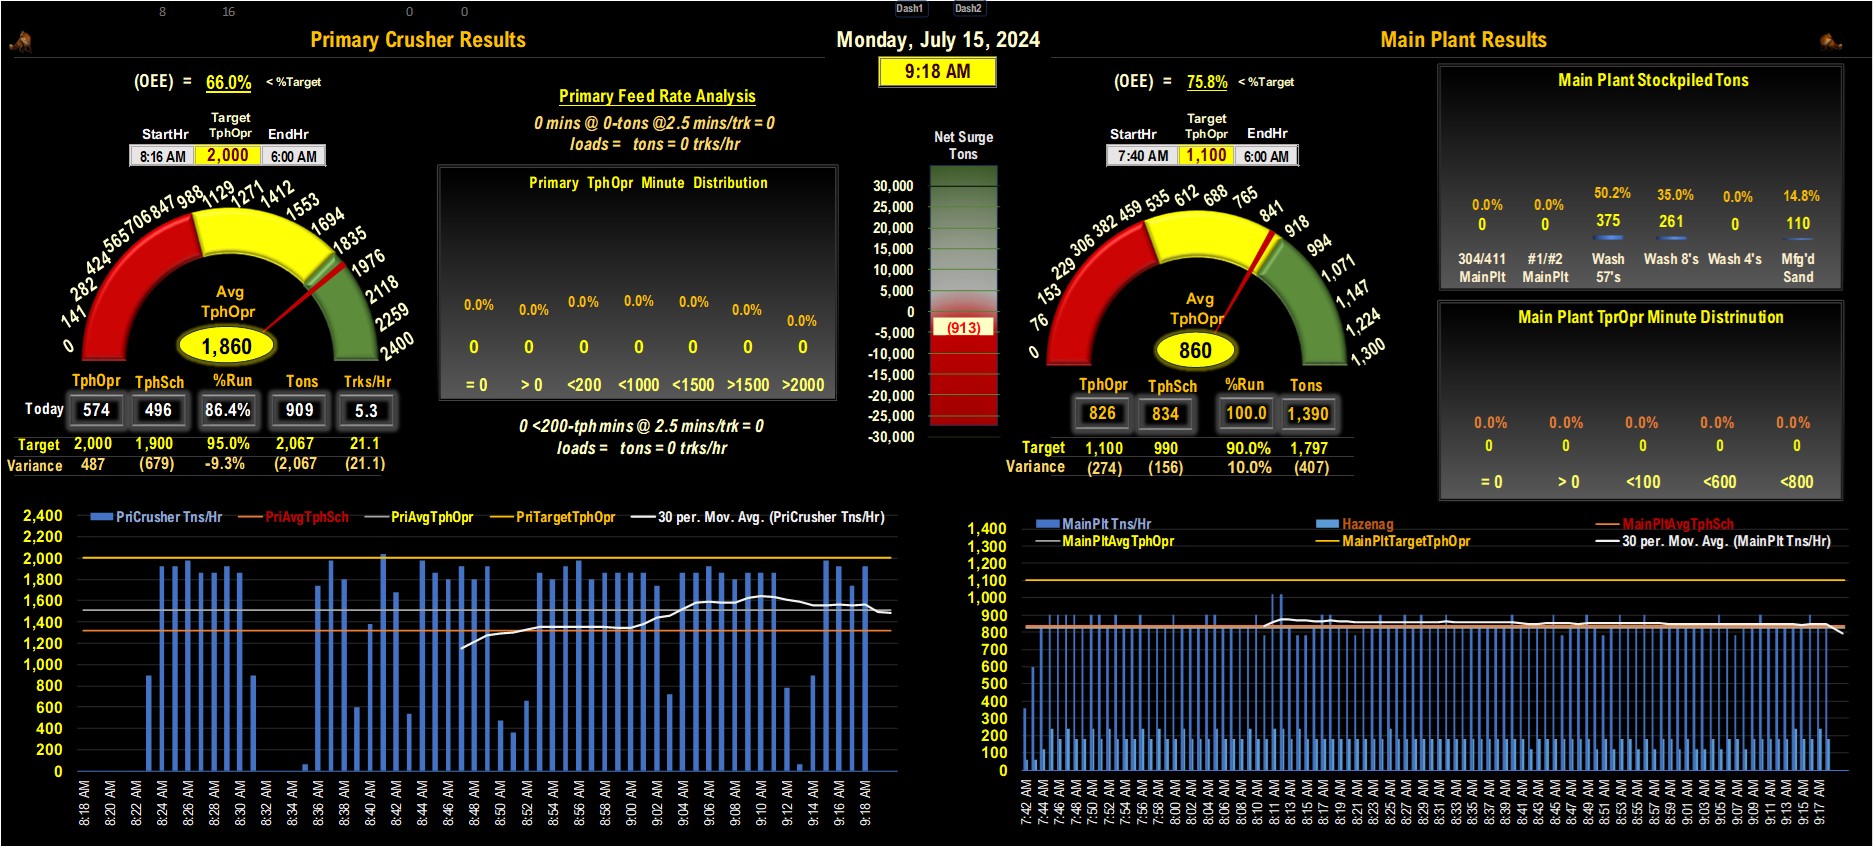 8 16 0 0 Dash1 Dash2
Primary Crusher Results
Monday, July 15, 2024
Main Plant Results
9:18 AM
(OEE) = 66.0% < %Target
Target
StartHr TphOpr EndHr
8:16 AM 2,000 6:00 AM
0
141
282
424
565
706
847
988
1129
1271
1412
1553
1694
1835
1976
2118
2259
2400
Avg
TphOpr
1,860
TphOpr TphSch %Run Tons Trks/Hr
Today 574 496 86.4% 909 5.3
Target 2,000 1,900 95.0% 2,067 21.1
Variance 487 (679) -9.3% (2,067 (21.1)
Primary Feed Rate Analysis
0 mins @ 0-tons @2.5 mins/trk = 0
loads = tons = 0 trks/hr
Primary TphOpr Minute Distribution
0.0% 0.0% 0.0% 0.0% 0.0% 0.0% 0.0%
0 0 0 0 0 0 0
= 0 > 0 <200 <1000 <1500 >1500 >2000
0 <200-tph mins @ 2.5 mins/trk = 0
loads = tons = 0 trks/hr
Net Surge
Tons
30,000
25,000
20,000
15,000
10,000
5,000
0
(913)
-5,000
-10,000
-15,000
-20,000
-25,000
-30,000
(OEE) = 75.8% < %Target
Target
StartHr TphOpr EndHr
7:40 AM 1,100 6:00 AM
0
76
153
229
306
382
459
535
612
688
765
841
918
994
1,071
1,147
1,224
1,300
Avg
TphOpr
860
TphOpr TphSch %Run Tons
826 834 100.0 1,390
Target 1,100 990 90.0% 1,797
Variance (274) (156) 10.0% (407)
Main Plant Stockpiled Tons
0.0% 0.0% 50.2% 35.0% 0.0% 14.8%
0 0 375 261 0 110
304/411 #1/#2 Wash Wash 8's Wash 4's Mfg'd
MainPlt MainPlt 57's Sand
Main Plant TprOpr Minute Distrinution
0.0% 0.0% 0.0% 0.0% 0.0% 0.0%
0 0 0 0 0 0
= 0 > 0 <100 <600 <800
PriCrusher Tns/Hr PriAvgTphSch PriAvgTphOpr PriTargetTphOpr 30 per. Mov. Avg. (PriCrusher Tns/Hr)
2,400
2,200
2,000
1,800
1,600
1,400
1,200
1,000
800
600
400
200
0
8:18 AM 8:20 AM 8:22 AM 8:24 AM 8:26 AM 8:28 AM 8:30 AM 8:32 AM 8:34 AM 8:36 AM 8:38 AM 8:40 AM 8:42 AM 8:44 AM 8:46 AM 8:48 AM 8:50 AM 8:52 AM 8:54 AM 8:56 AM 8:58 AM 9:00 AM 9:02 AM 9:04 AM 9:06 AM 9:08 AM 9:10 AM 9:12 AM 9:14 AM 9:16 AM 9:18 AM
MainPlt Tns/Hr Hazenag MainPltAvgTphSch
MainPltAvgTphOpr MainPltTargetTphOpr 30 per. Mov. Avg. (MainPlt Tns/Hr)
1,400
1,300
1,200
1,100
1,000
900
800
700
600
500
400
300
200
100
0
7:42 AM 7:44 AM 7:46 AM 7:48 AM 7:50 AM 7:52 AM 7:54 AM 7:56 AM 7:58 AM 8:00 AM 8:02 AM 8:04 AM 8:06 AM 8:08 AM 8:10 AM 8:11 AM 8:13 AM 8:15 AM 8:17 AM 8:19 AM 8:21 AM 8:23 AM 8:25 AM 8:27 AM 8:29 AM 8:31 AM 8:33 AM 8:35 AM 8:37 AM 8:39 AM 8:41 AM 8:43 AM 8:45 AM 8:47 AM 8:49 AM 8:51 AM 8:53 AM 8:55 AM 8:57 AM 8:59 AM 9:01 AM 9:03 AM 9:05 AM 9:07 AM 9:09 AM 9:11 AM 9:13 AM 9:15 AM 9:17 AM